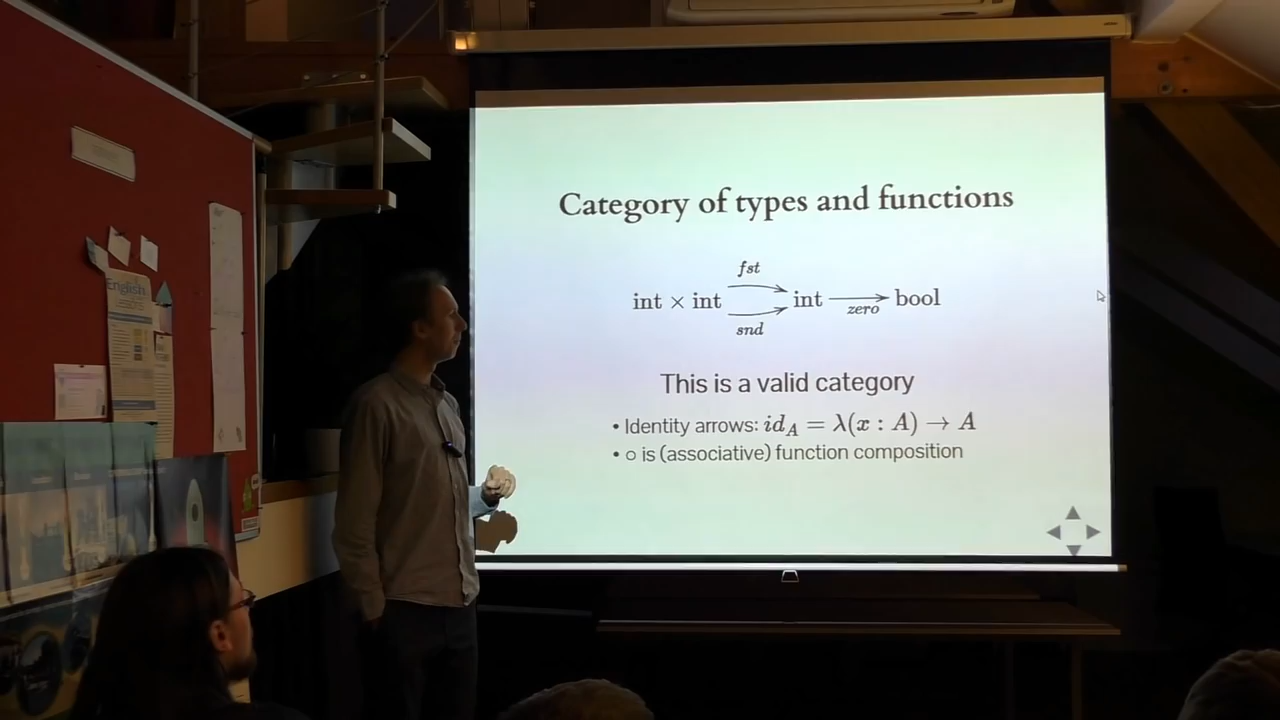 Category of types and functions
fst
int × int int bool
zero
snd
This is a valid category
• Identity arrows: id_A = λ(x : A) → A
• ○ is (associative) function composition
English